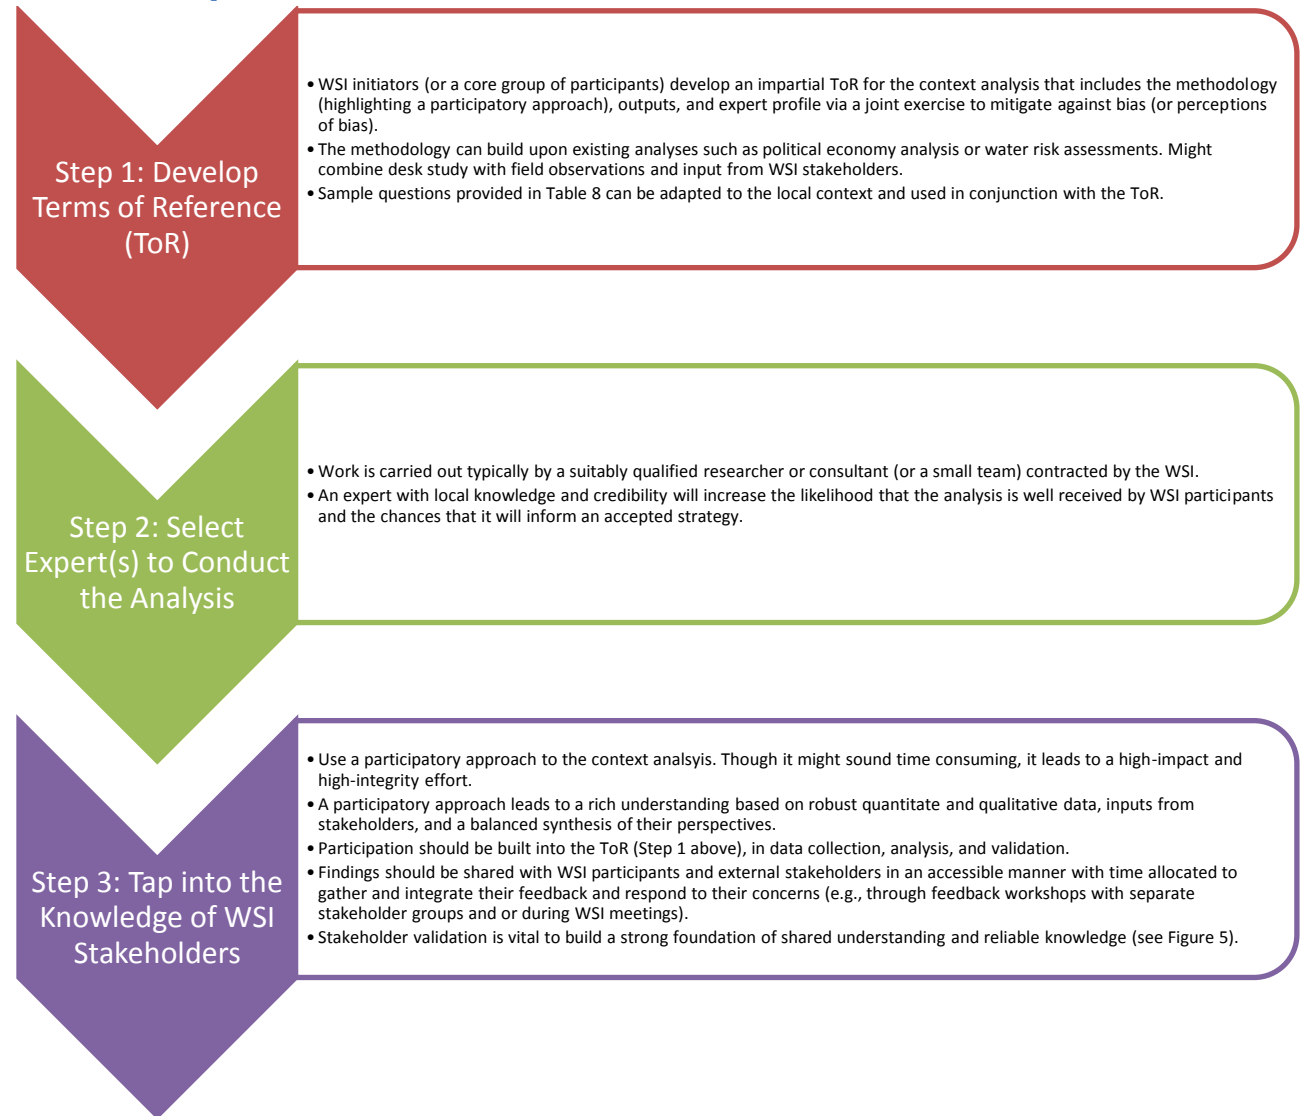 Step 1: Develop
Terms of Reference
(ToR)
• WSI initiators (or a core group of participants) develop an impartial ToR for the context analysis that includes the methodology
(highlighting a participatory approach), outputs, and expert profile via a joint exercise to mitigate against bias (or perceptions
of bias).
• The methodology can build upon existing analyses such as political economy analysis or water risk assessments. Might
combine desk study with field observations and input from WSI stakeholders.
• Sample questions provided in Table 8 can be adapted to the local context and used in conjunction with the ToR.
Step 2: Select
Expert(s) to Conduct
the Analysis
• Work is carried out typically by a suitably qualified researcher or consultant (or a small team) contracted by the WSI.
• An expert with local knowledge and credibility will increase the likelihood that the analysis is well received by WSI participants
and the chances that it will inform an accepted strategy.
Step 3: Tap into the
Knowledge of WSI
Stakeholders
• Use a participatory approach to the context analsyis. Though it might sound time consuming, it leads to a high-impact and
high-integrity effort.
• A participatory approach leads to a rich understanding based on robust quantitate and qualitative data, inputs from
stakeholders, and a balanced synthesis of their perspectives.
• Participation should be built into the ToR (Step 1 above), in data collection, analysis, and validation.
• Findings should be shared with WSI participants and external stakeholders in an accessible manner with time allocated to
gather and integrate their feedback and respond to their concerns (e.g., through feedback workshops with separate
stakeholder groups and or during WSI meetings).
• Stakeholder validation is vital to build a strong foundation of shared understanding and reliable knowledge (see Figure 5).